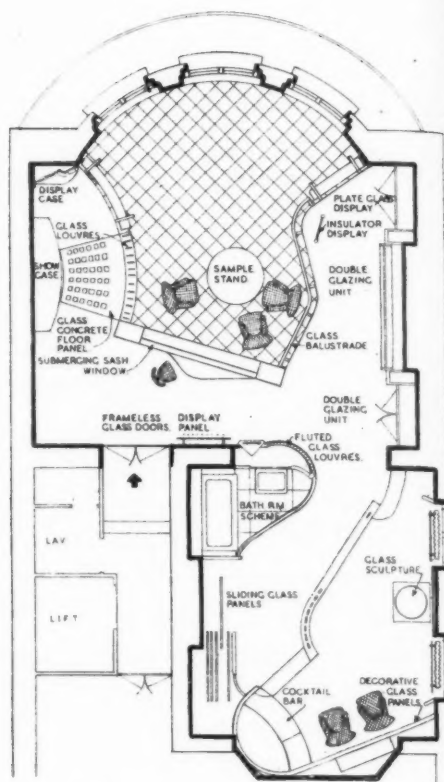 DISPLAY
CASE
GLASS
LOUVRES
SHOW
CASE
GLASS
CONCRETE
FLOOR
PANEL
SUBMERGING SASH
WINDOW
SAMPLE
STAND
PLATE GLASS
DISPLAY
INSULATOR
DISPLAY
DOUBLE
GLAZING
UNIT
GLASS
BALUSTRADE
FRAMELESS
GLASS DOORS.
DISPLAY
PANEL
DOUBLE
GLAZING
UNIT
FLUTED
GLASS
LOUVRES.
BATH RM
SCHEME
LAV
LIFT
SLIDING GLASS
PANELS
GLASS
SCULPTURE
COCKTAIL
BAR
DECORATIVE
GLASS
PANELS